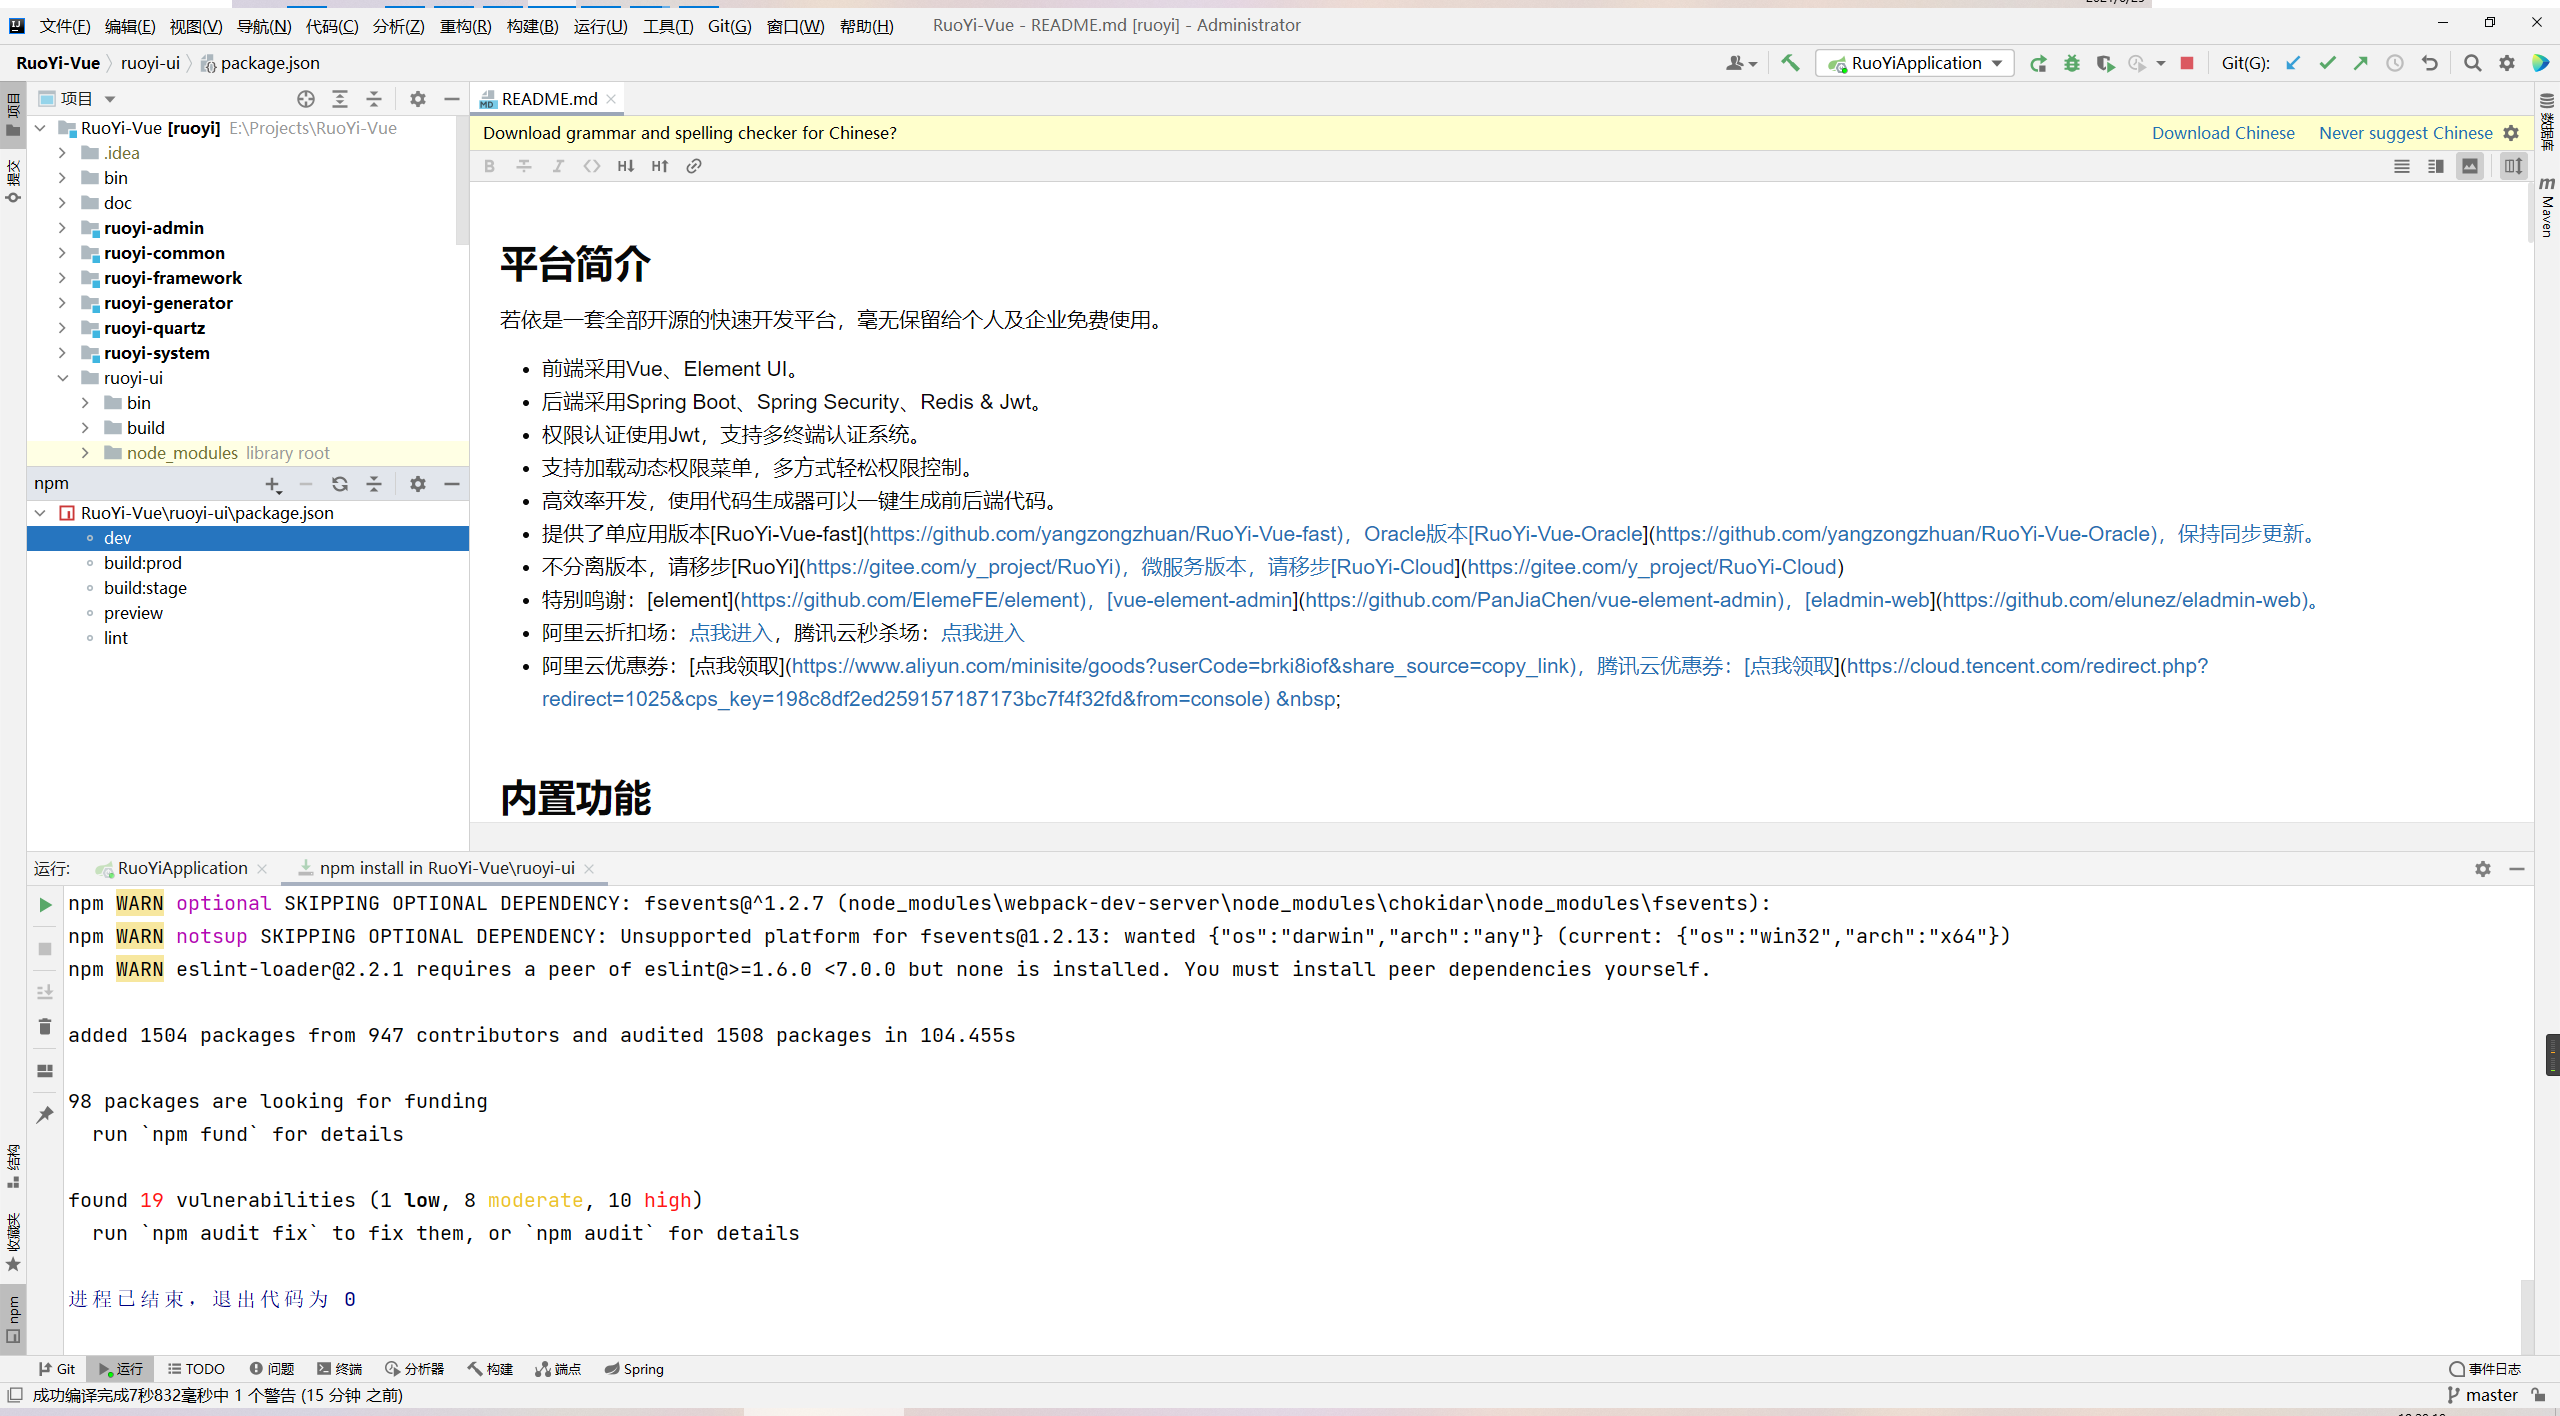 文件(F) 编辑(E) 视图(V) 导航(N) 代码(C) 分析(Z) 重构(R) 构建(B) 运行(U) 工具(T) Git(G) 窗口(W) 帮助(H) RuoYi-Vue - README.md [ruoyi] - Administrator
RuoYi-Vue ruoyi-ui package.json RuoYiApplication Git(G):
项目
README.md
RuoYi-Vue [ruoyi] E:\Projects\RuoYi-Vue
.idea
bin
doc
ruoyi-admin
ruoyi-common
ruoyi-framework
ruoyi-generator
ruoyi-quartz
ruoyi-system
ruoyi-ui
bin
build
node_modules library root
npm
RuoYi-Vue\ruoyi-ui\package.json
dev
build:prod
build:stage
preview
lint
Download grammar and spelling checker for Chinese? Download Chinese Never suggest Chinese
平台简介
若依是一套全部开源的快速开发平台，毫无保留给个人及企业免费使用。
• 前端采用Vue、Element UI。
• 后端采用Spring Boot、Spring Security、Redis & Jwt。
• 权限认证使用Jwt，支持多终端认证系统。
• 支持加载动态权限菜单，多方式轻松权限控制。
• 高效率开发，使用代码生成器可以一键生成前后端代码。
• 提供了单应用版本[RuoYi-Vue-fast](https://github.com/yangzongzhuan/RuoYi-Vue-fast)，Oracle版本[RuoYi-Vue-Oracle](https://github.com/yangzongzhuan/RuoYi-Vue-Oracle)，保持同步更新。
• 不分离版本，请移步[RuoYi](https://gitee.com/y_project/RuoYi)，微服务版本，请移步[RuoYi-Cloud](https://gitee.com/y_project/RuoYi-Cloud)
• 特别鸣谢：[element](https://github.com/ElemeFE/element)，[vue-element-admin](https://github.com/PanJiaChen/vue-element-admin)，[eladmin-web](https://github.com/elunez/eladmin-web)。
• 阿里云折扣场：点我进入，腾讯云秒杀场：点我进入
• 阿里云优惠券：[点我领取](https://www.aliyun.com/minisite/goods?userCode=brki8iof&share_source=copy_link)，腾讯云优惠券：[点我领取](https://cloud.tencent.com/redirect.php?
redirect=1025&cps_key=198c8df2ed259157187173bc7f4f32fd&from=console) &nbsp;
内置功能
项目
提交
结构
收藏夹
npm
数据库
Maven
运行: RuoYiApplication npm install in RuoYi-Vue\ruoyi-ui
npm WARN optional SKIPPING OPTIONAL DEPENDENCY: fsevents@^1.2.7 (node_modules\webpack-dev-server\node_modules\chokidar\node_modules\fsevents):
npm WARN notsup SKIPPING OPTIONAL DEPENDENCY: Unsupported platform for fsevents@1.2.13: wanted {"os":"darwin","arch":"any"} (current: {"os":"win32","arch":"x64"})
npm WARN eslint-loader@2.2.1 requires a peer of eslint@>=1.6.0 <7.0.0 but none is installed. You must install peer dependencies yourself.
added 1504 packages from 947 contributors and audited 1508 packages in 104.455s
98 packages are looking for funding
run `npm fund` for details
found 19 vulnerabilities (1 low, 8 moderate, 10 high)
run `npm audit fix` to fix them, or `npm audit` for details
进程已结束，退出代码为 0
Git 运行 TODO 问题 终端 分析器 构建 端点 Spring 事件日志
成功编译完成7秒832毫秒中 1 个警告 (15 分钟 之前) master